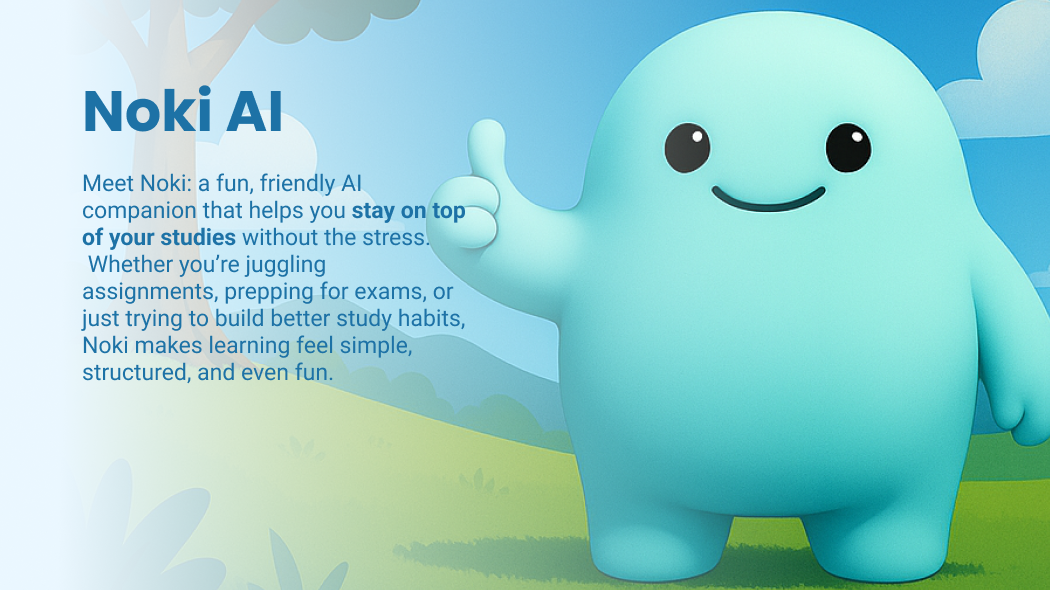 Noki AI
Meet Noki: a fun, friendly AI
companion that helps you stay on top
of your studies without the stress.
Whether you’re juggling
assignments, prepping for exams, or
just trying to build better study habits,
Noki makes learning feel simple,
structured, and even fun.